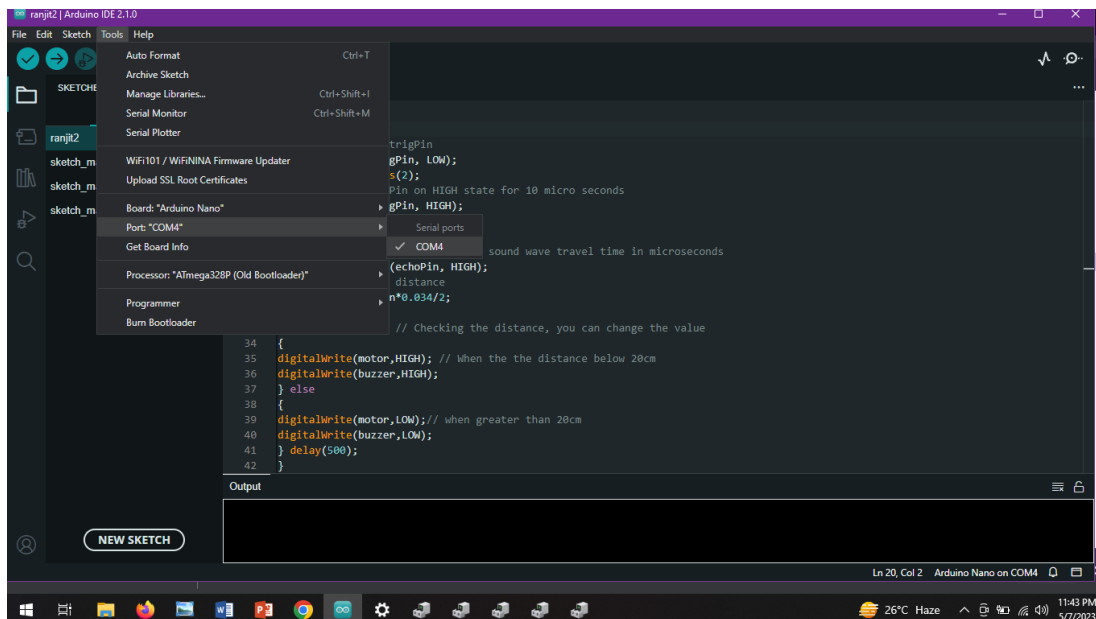 ranjit2 | Arduino IDE 2.1.0
File Edit Sketch Tools Help
Auto Format Ctrl+T
Archive Sketch
Manage Libraries... Ctrl+Shift+I
Serial Monitor Ctrl+Shift+M
Serial Plotter
WiFi101 / WiFiNINA Firmware Updater
Upload SSL Root Certificates
Board: "Arduino Nano"
Port: "COM4"
Get Board Info
Processor: "ATmega328P (Old Bootloader)"
Programmer
Burn Bootloader
Serial ports
COM4
SKETCHE
ranjit2
sketch_m
sketch_m
sketch_m
NEW SKETCH
trigPin
gPin, LOW);
s(2);
Pin on HIGH state for 10 micro seconds
gPin, HIGH);
sound wave travel time in microseconds
(echoPin, HIGH);
distance
n*0.034/2;
// Checking the distance, you can change the value
34 {
35 digitalWrite(motor,HIGH); // When the the distance below 20cm
36 digitalWrite(buzzer,HIGH);
37 } else
38 {
39 digitalWrite(motor,LOW);// when greater than 20cm
40 digitalWrite(buzzer,LOW);
41 } delay(500);
42 }
Output
Ln 20, Col 2 Arduino Nano on COM4
26°C Haze
11:43 PM
5/7/2023